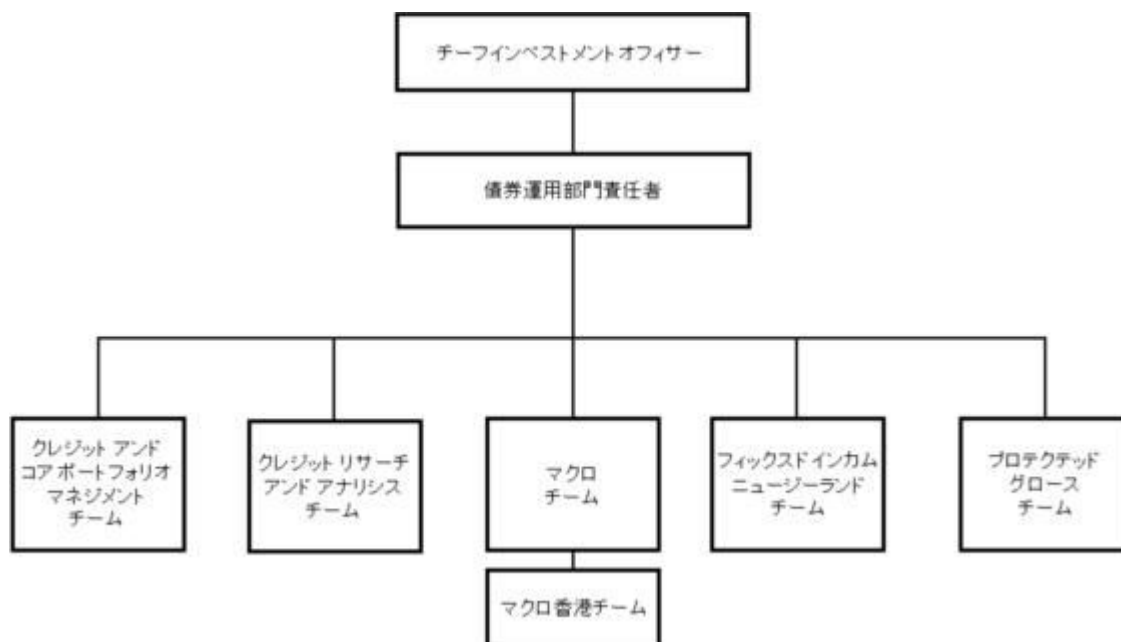 チーフインベストメントオフィサー
債券運用部門責任者
クレジット アンド
コア ポートフォリオ
マネジメント
チーム
クレジット リサーチ
アンド アナリシス
チーム
マクロ
チーム
フィックスド インカム
ニュージーランド
チーム
プロテクテッド
グロース
チーム
マクロ香港チーム